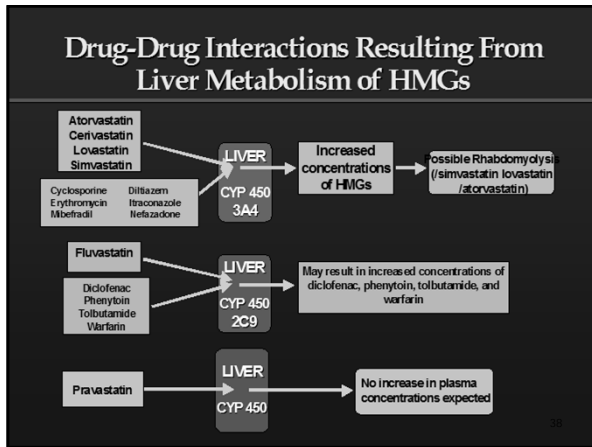 Drug-Drug Interactions Resulting From
Liver Metabolism of HMGs
Atorvastatin
Cerivastatin
Lovastatin
Simvastatin
Cyclosporine Diltiazem
Erythromycin Itraconazole
Mibefradil Nefazadone
LIVER
CYP 450
3A4
Increased
concentrations
of HMGs
Possible Rhabdomyolysis
(/simvastatin lovastatin
/atorvastatin)
Fluvastatin
Diclofenac
Phenytoin
Tolbutamide
Warfarin
LIVER
CYP 450
2C9
May result in increased concentrations of
diclofenac, phenytoin, tolbutamide, and
warfarin
Pravastatin
LIVER
CYP 450
No increase in plasma
concentrations expected
38